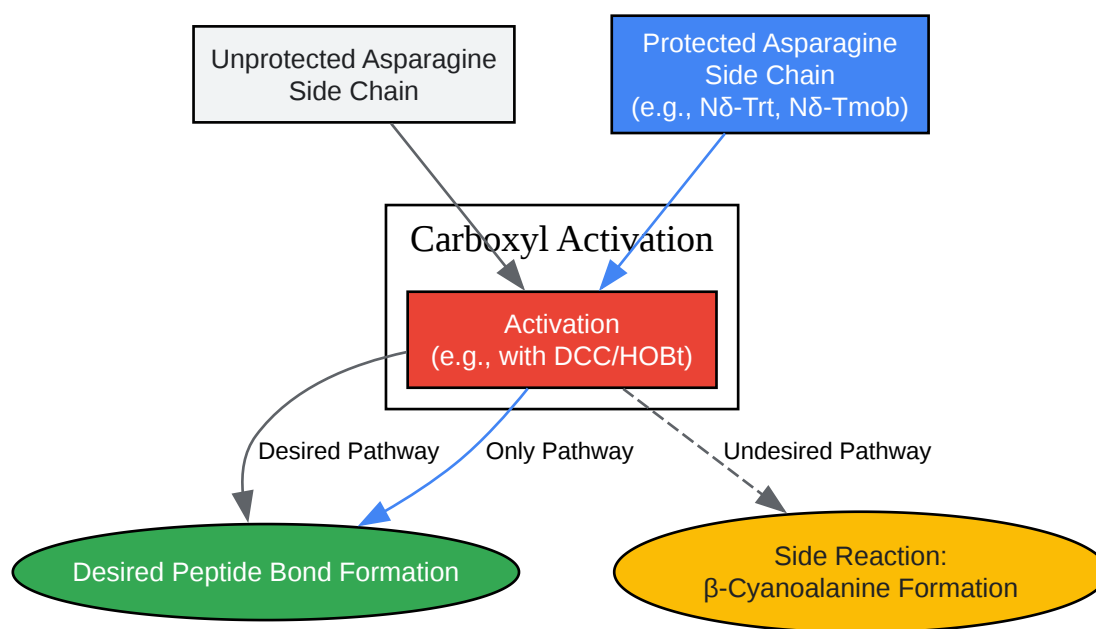 Unprotected Asparagine
Side Chain
Protected Asparagine
Side Chain
(e.g., Nδ-Trt, Nδ-Tmob)
Carboxyl Activation
Activation
(e.g., with DCC/HOBt)
Desired Pathway
Only Pathway
Undesired Pathway
Desired Peptide Bond Formation
Side Reaction:
β-Cyanoalanine Formation